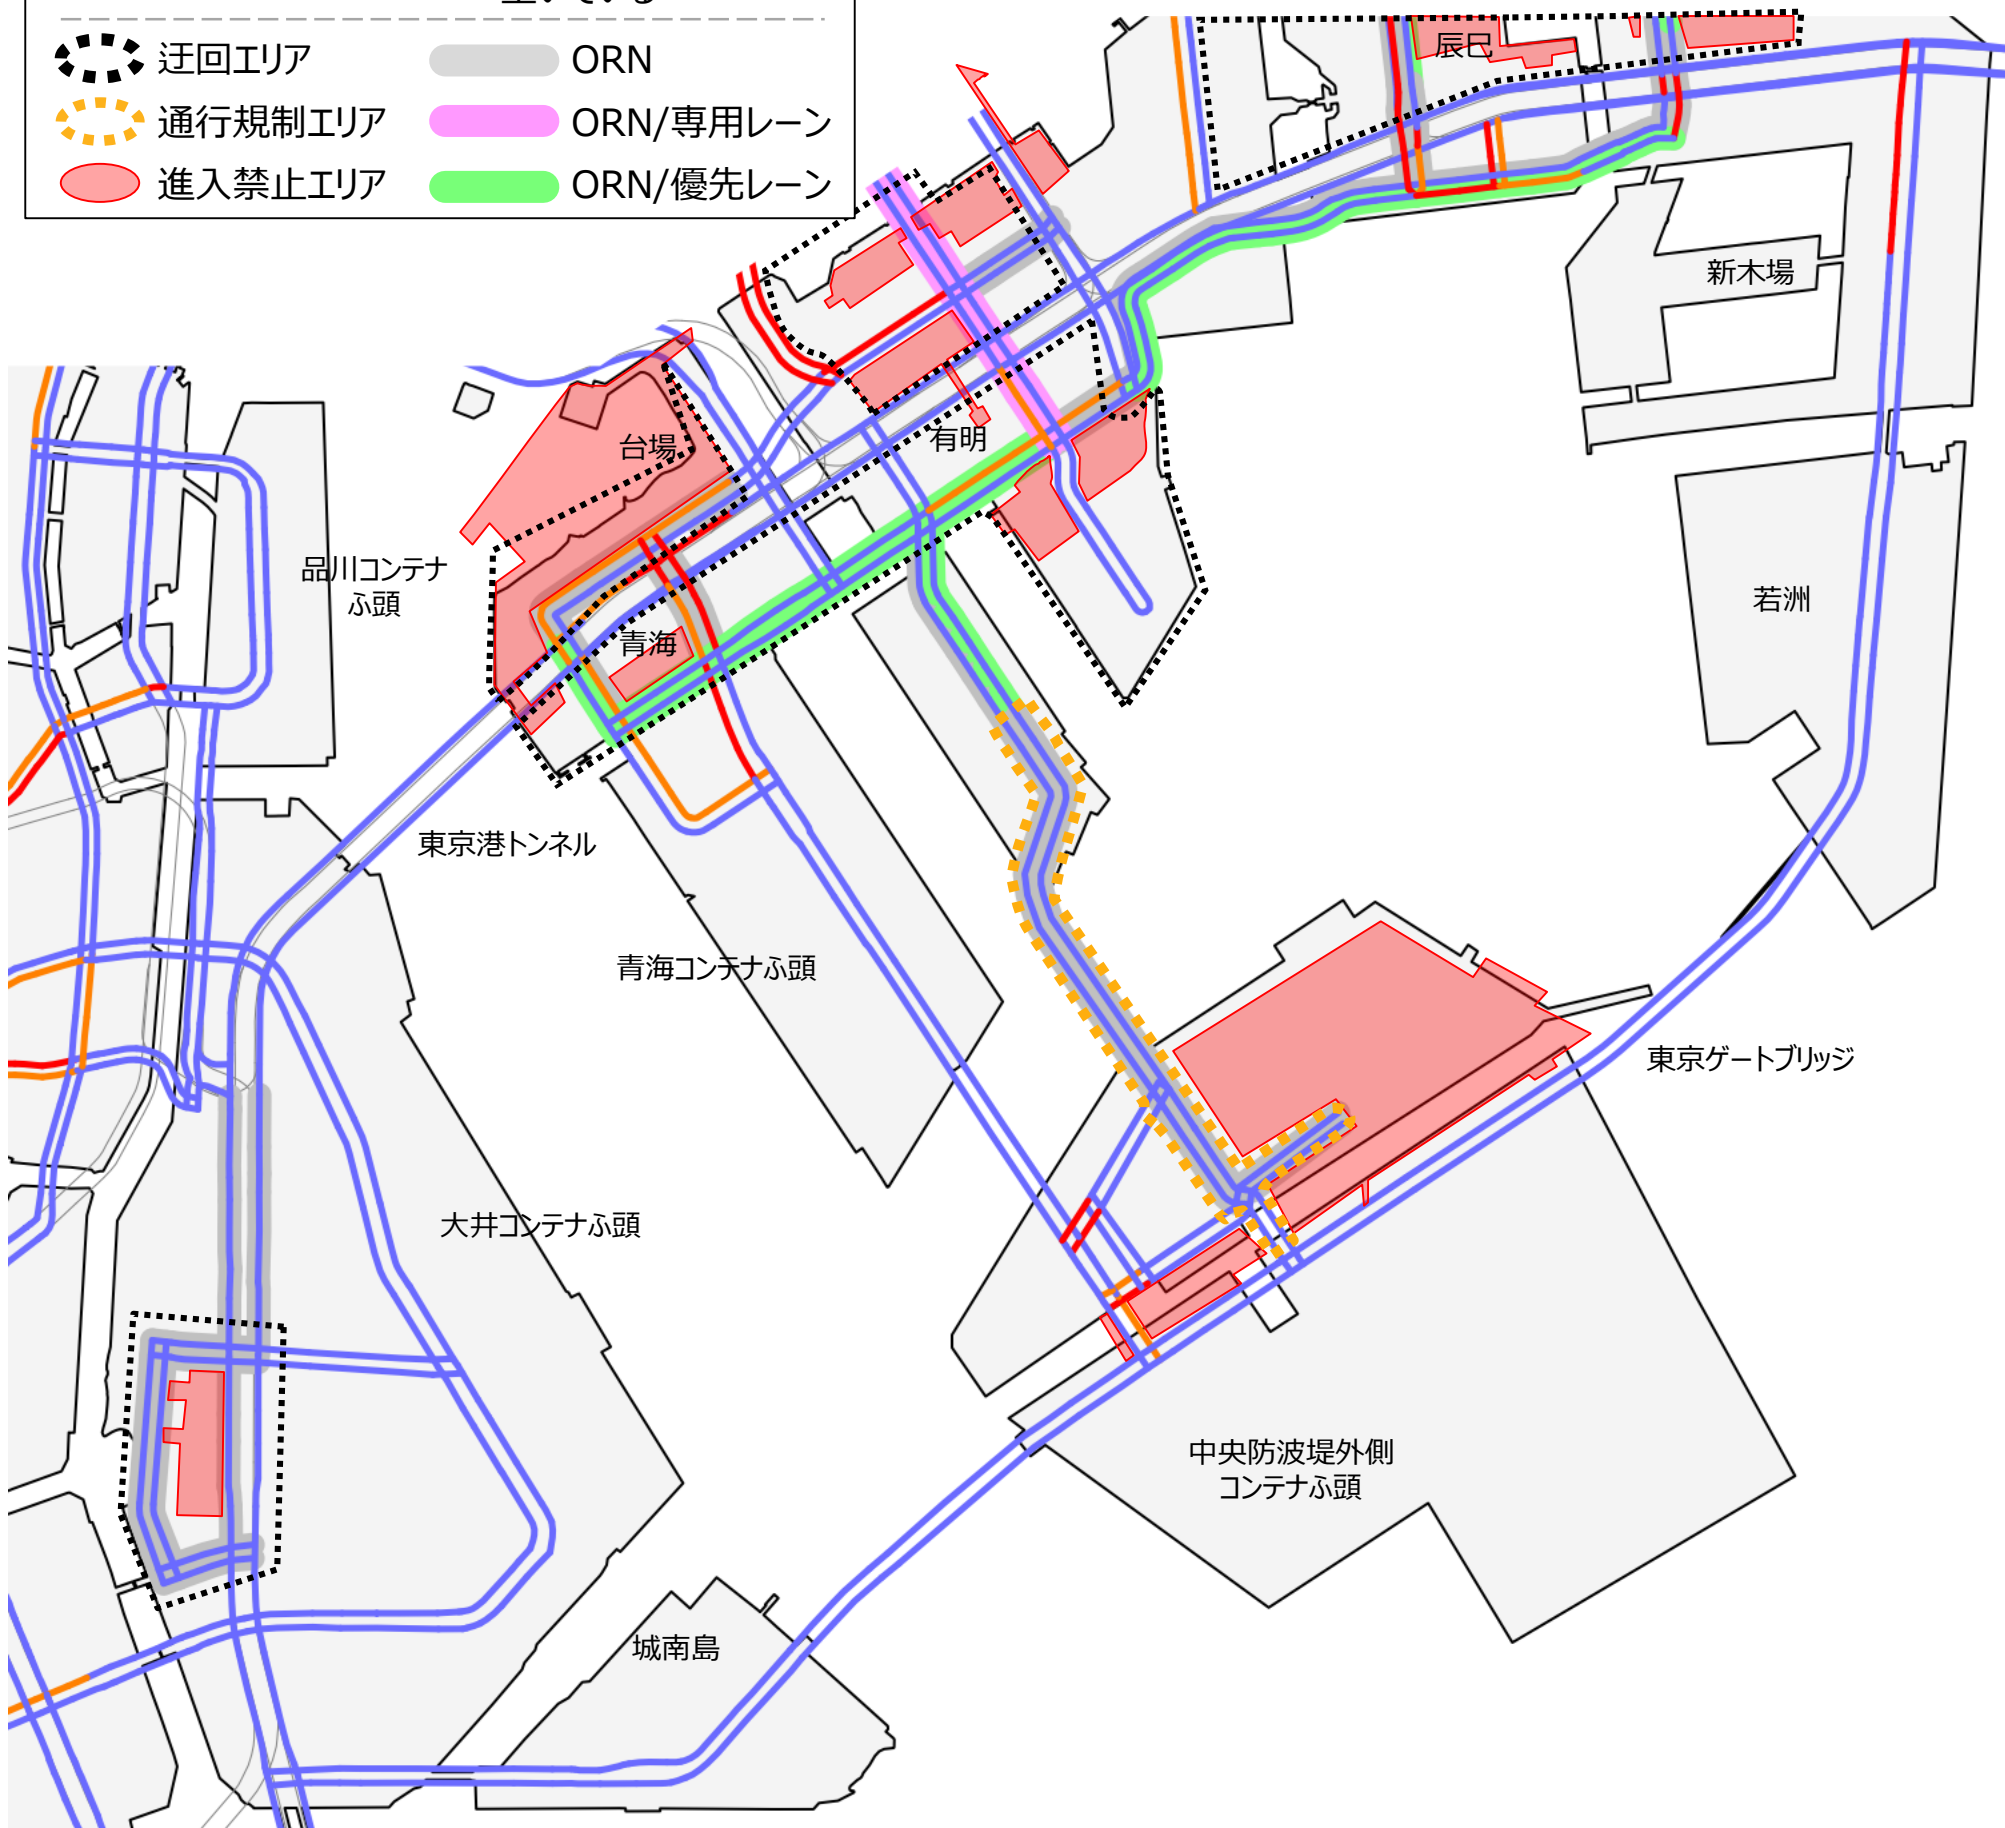 空いている
迂回エリア
ORN
通行規制エリア
ORN/専用レーン
進入禁止エリア
ORN/優先レーン
辰巳
新木場
有明
台場
品川コンテナ
ふ頭
若洲
青海
東京港トンネル
青海コンテナふ頭
東京ゲートブリッジ
大井コンテナふ頭
中央防波堤外側
コンテナふ頭
城南島